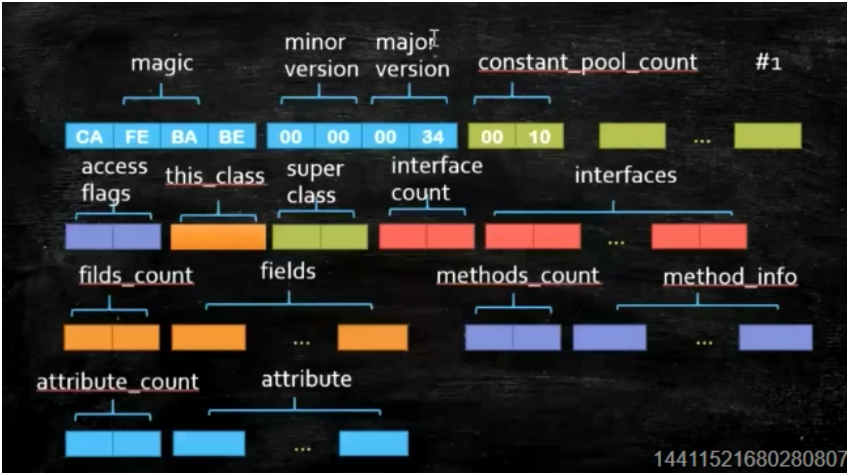 magic
minor version
major version
constant_pool_count
#1
CA FE BA BE
00 00 00 34
00 10
...
access flags
this_class
super class
interface count
interfaces
...
filds_count
fields
methods_count
method_info
...
...
attribute_count
attribute
...
14411521680280807